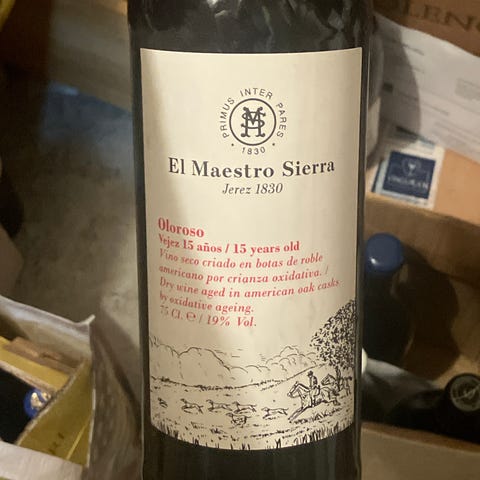 OLENC
PRIMUS INTER PARES
MS
1830
El Maestro Sierra
Jerez 1830
Oloroso
Vejez 15 años / 15 years old
Vino seco criado en botas de roble
americano por crianza oxidativa. /
Dry wine aged in american oak casks
by oxidative ageing.
75 Cl. ℮ / 19% Vol.